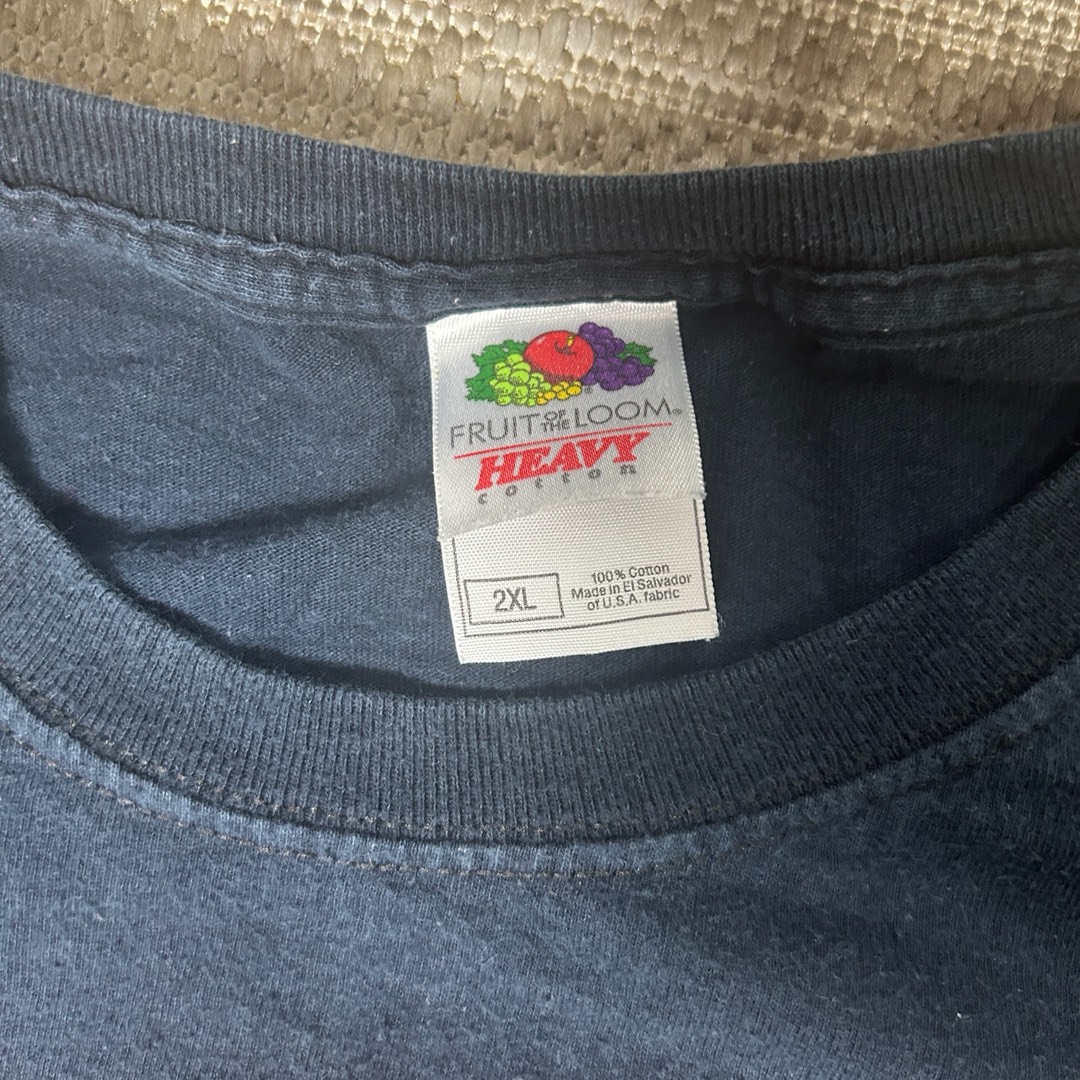 FRUIT OF THE LOOM®
HEAVY
cotton
2XL
100% Cotton
Made in El Salvador
of U.S.A. fabric